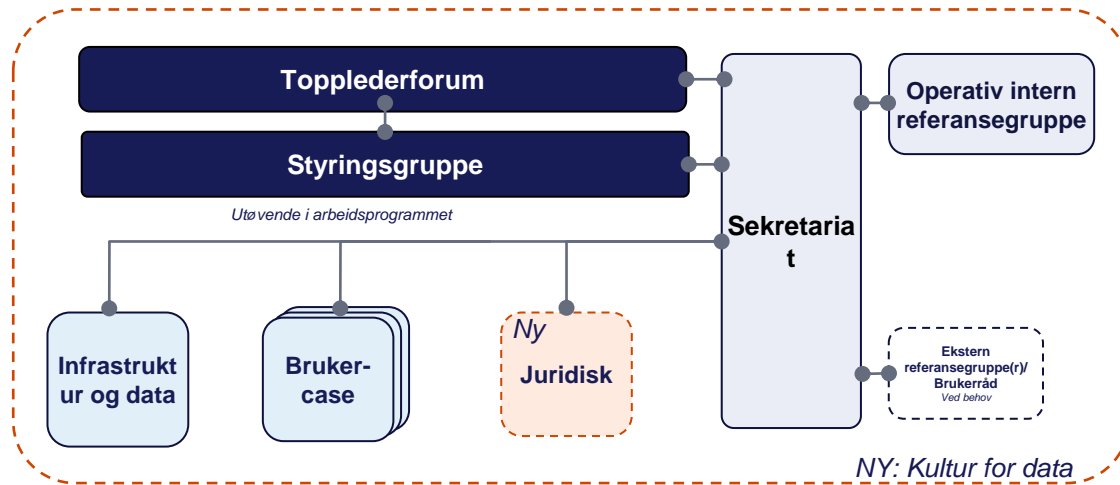 Topplederforum
Styringsgruppe
Utøvende i arbeidsprogrammet
Sekretaria
t
Operativ intern
referansegruppe
Infrastrukt
ur og data
Bruker-
case
Ny
Juridisk
Ekstern
referansegruppe(r)/
Brukerråd
Ved behov
NY: Kultur for data